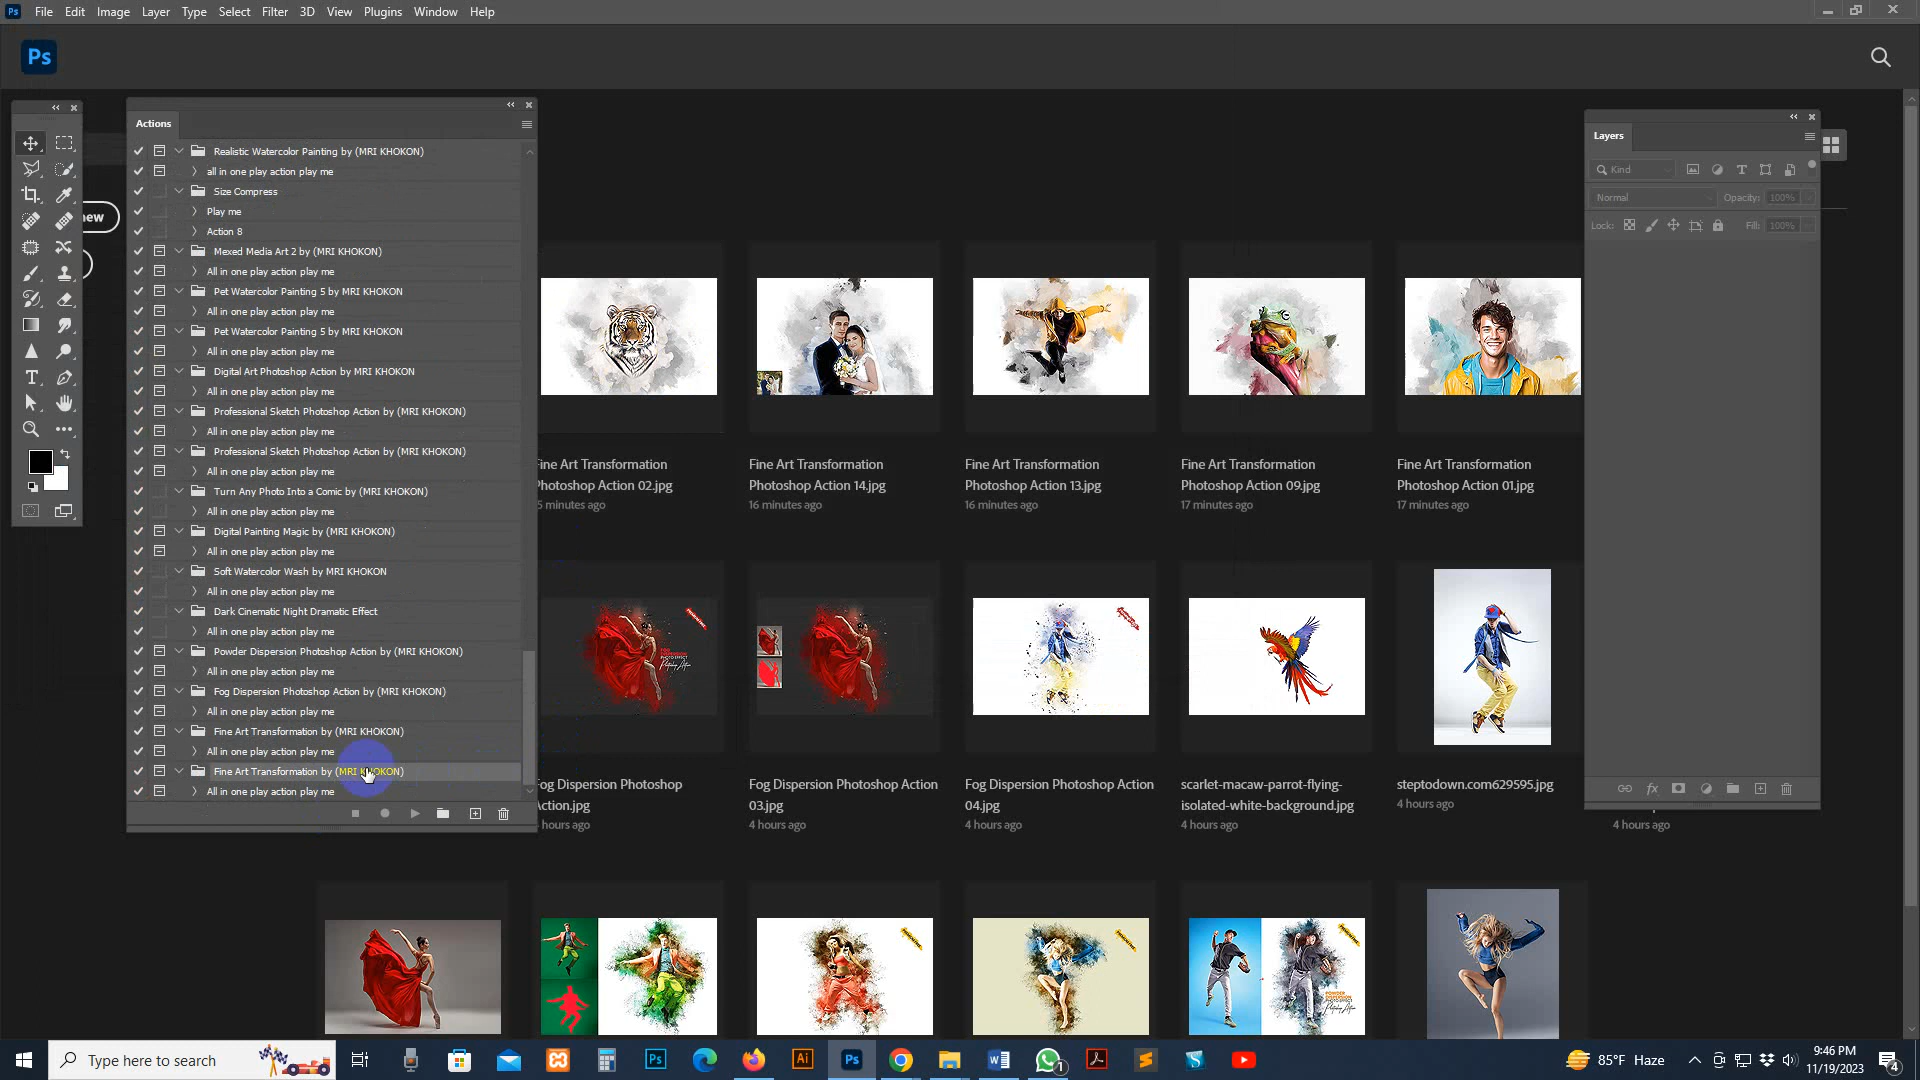 Ps File Edit Image Layer Type Select Filter 3D View Plugins Window Help
Ps
Actions
Realistic Watercolor Painting by (MRI KHOKON)
all in one play action play me
Size Compress
Play me
Action 8
Mexed Media Art 2 by (MRI KHOKON)
All in one play action play me
Pet Watercolor Painting 5 by MRI KHOKON
All in one play action play me
Pet Watercolor Painting 5 by MRI KHOKON
All in one play action play me
Digital Art Photoshop Action by MRI KHOKON
All in one play action play me
Professional Sketch Photoshop Action by (MRI KHOKON)
All in one play action play me
Professional Sketch Photoshop Action by (MRI KHOKON)
All in one play action play me
Turn Any Photo Into a Comic by (MRI KHOKON)
All in one play action play me
Digital Painting Magic by (MRI KHOKON)
All in one play action play me
Soft Watercolor Wash by MRI KHOKON
All in one play action play me
Dark Cinematic Night Dramatic Effect
All in one play action play me
Powder Dispersion Photoshop Action by (MRI KHOKON)
All in one play action play me
Fog Dispersion Photoshop Action by (MRI KHOKON)
All in one play action play me
Fine Art Transformation by (MRI KHOKON)
All in one play action play me
Fine Art Transformation by (MRI KHOKON)
All in one play action play me
new
Fine Art Transformation
Photoshop Action 02.jpg
5 minutes ago
Fine Art Transformation
Photoshop Action 14.jpg
16 minutes ago
Fine Art Transformation
Photoshop Action 13.jpg
16 minutes ago
Fine Art Transformation
Photoshop Action 09.jpg
17 minutes ago
Fine Art Transformation
Photoshop Action 01.jpg
17 minutes ago
Fog Dispersion Photoshop
Action.jpg
hours ago
Fog Dispersion Photoshop Action
03.jpg
4 hours ago
Fog Dispersion Photoshop Action
04.jpg
4 hours ago
scarlet-macaw-parrot-flying-
isolated-white-background.jpg
4 hours ago
steptodown.com629595.jpg
4 hours ago
4 hours ago
Layers
Kind
Normal Opacity: 100%
Lock: Fill: 100%
Type here to search
85°F Haze
9:46 PM
11/19/2023
4